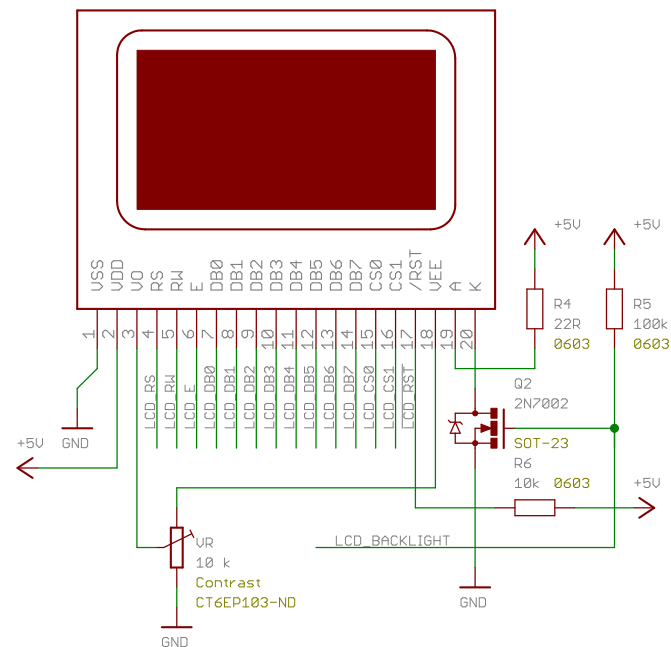 VSS
VDD
VO
RS
RW
E
DB0
DB1
DB2
DB3
DB4
DB5
DB6
DB7
CS0
CS1
/RST
VEE
A
K
1
2
3
4
5
6
7
8
9
10
11
12
13
14
15
16
17
18
19
20
LCD_RS
LCD_RW
LCD_E
LCD_DB0
LCD_DB1
LCD_DB2
LCD_DB3
LCD_DB4
LCD_DB5
LCD_DB6
LCD_DB7
LCD_CS0
LCD_CS1
LCD_RST
+5V
+5V
R4
22R
0603
R5
100k
0603
Q2
2N7002
SOT-23
GND
+5V
R6
10k 0603
+5V
LCD_BACKLIGHT
VR
10 k
Contrast
CT6EP103-ND
GND
GND